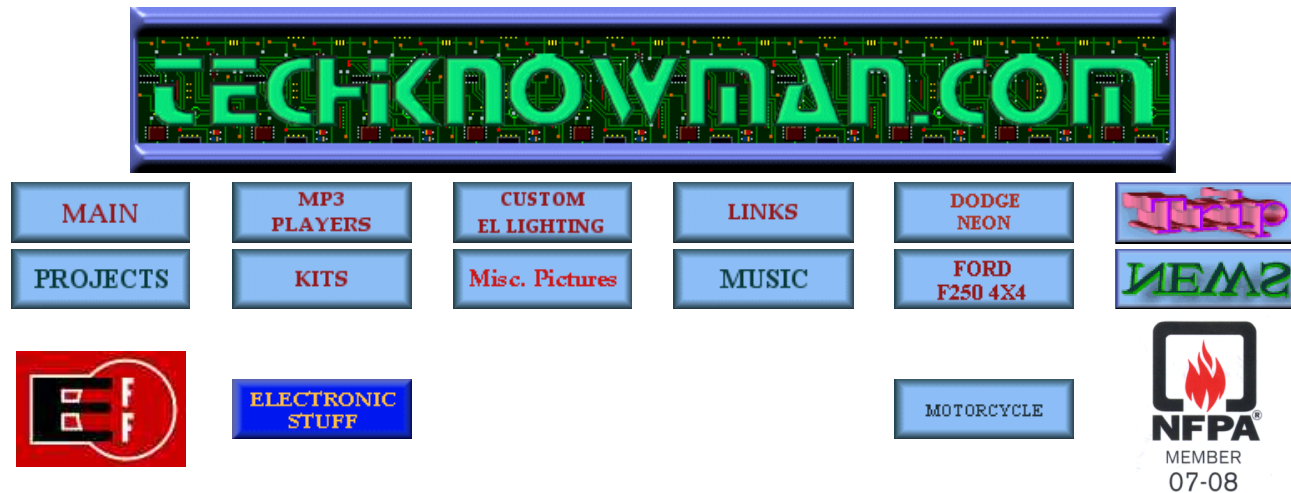 TECHKNOWMAN.COM
MAIN
MP3
PLAYERS
CUSTOM
EL LIGHTING
LINKS
DODGE
NEON
Trip
PROJECTS
KITS
Misc. Pictures
MUSIC
FORD
F250 4X4
NEWS
EFF
ELECTRONIC
STUFF
MOTORCYCLE
NFPA®
MEMBER
07-08